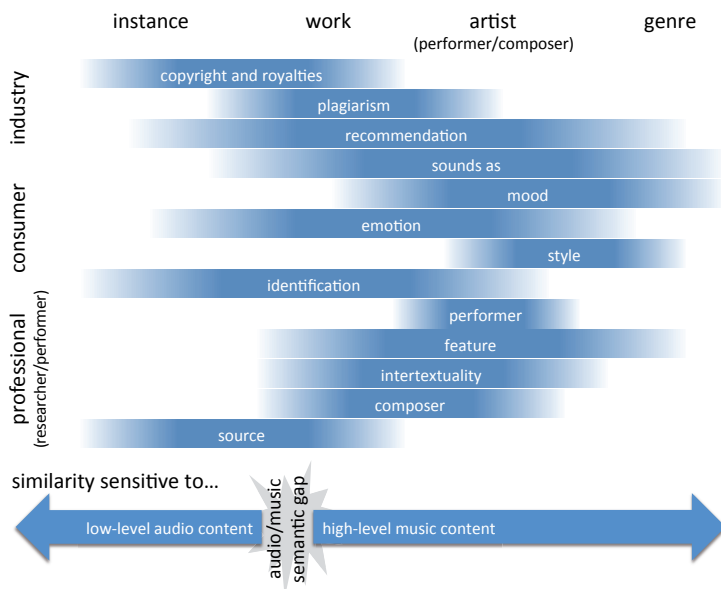 instance work artist genre
(performer/composer)
industry
copyright and royalties
plagiarism
recommendation
sounds as
consumer
mood
emotion
style
identification
professional
(researcher/performer)
performer
feature
intertextuality
composer
source
similarity sensitive to...
low-level audio content
audio/music
semantic gap
high-level music content